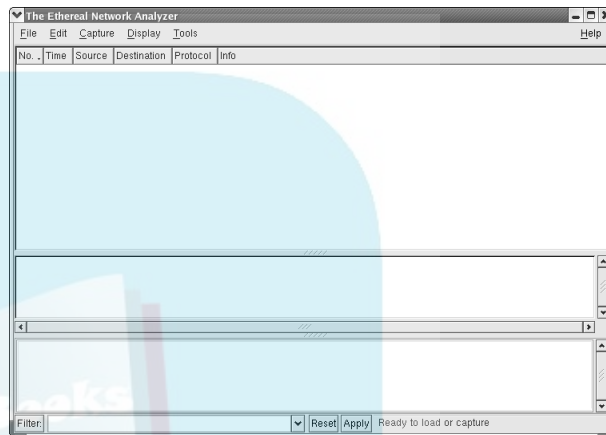 The Ethereal Network Analyzer
File Edit Capture Display Tools Help
No. Time Source Destination Protocol Info
Filter: Reset Apply Ready to load or capture